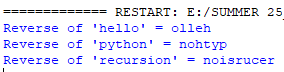 ============= RESTART: E:/SUMMER 25
Reverse of 'hello' = olleh
Reverse of 'python' = nohtyp
Reverse of 'recursion' = noisrucer